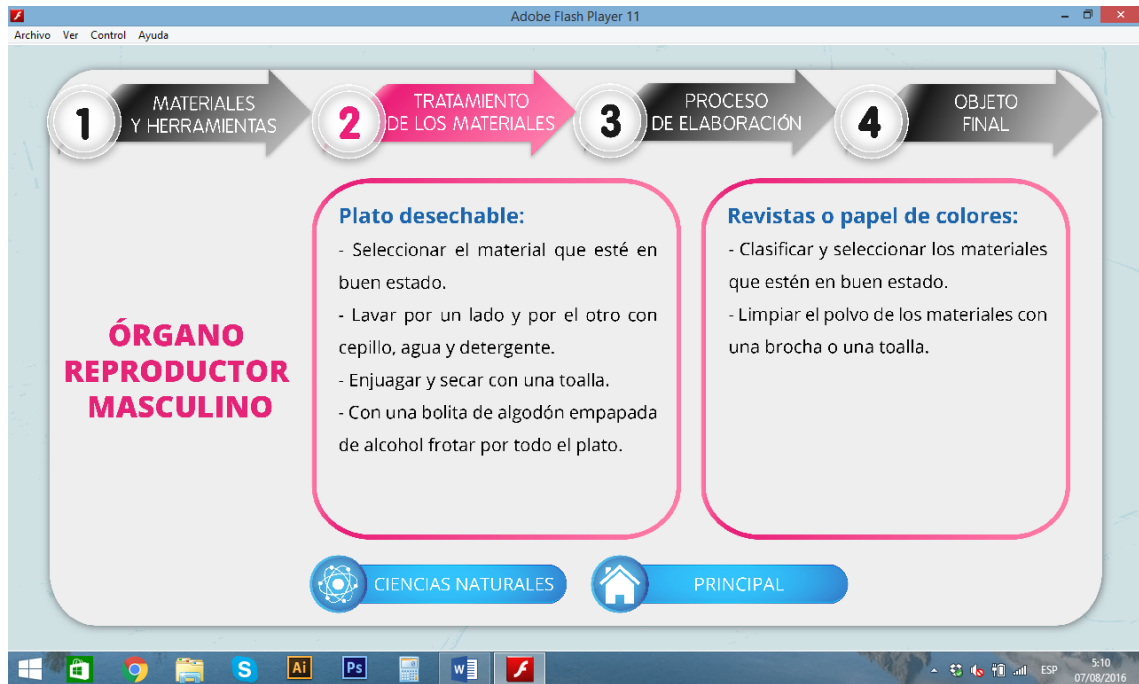 Adobe Flash Player 11
Archivo Ver Control Ayuda
1
MATERIALES
Y HERRAMIENTAS
2
TRATAMIENTO
DE LOS MATERIALES
3
PROCESO
DE ELABORACIÓN
4
OBJETO
FINAL
ÓRGANO
REPRODUCTOR
MASCULINO
Plato desechable:
- Seleccionar el material que esté en
buen estado.
- Lavar por un lado y por el otro con
cepillo, agua y detergente.
- Enjuagar y secar con una toalla.
- Con una bolita de algodón empapada
de alcohol frotar por todo el plato.
Revistas o papel de colores:
- Clasificar y seleccionar los materiales
que estén en buen estado.
- Limpiar el polvo de los materiales con
una brocha o una toalla.
CIENCIAS NATURALES
PRINCIPAL
S
Ai
Ps
W
ESP
5:10
07/08/2016